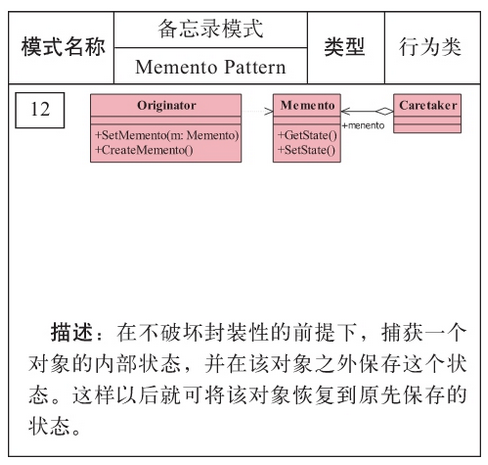 模式名称
备忘录模式
Memento Pattern
类型
行为类
12
Originator
+SetMemento(m: Memento)
+CreateMemento()
Memento
+GetState()
+SetState()
+menento
Caretaker
描述：在不破坏封装性的前提下，捕获一个
对象的内部状态，并在该对象之外保存这个状
态。这样以后就可将该对象恢复到原先保存的
状态。